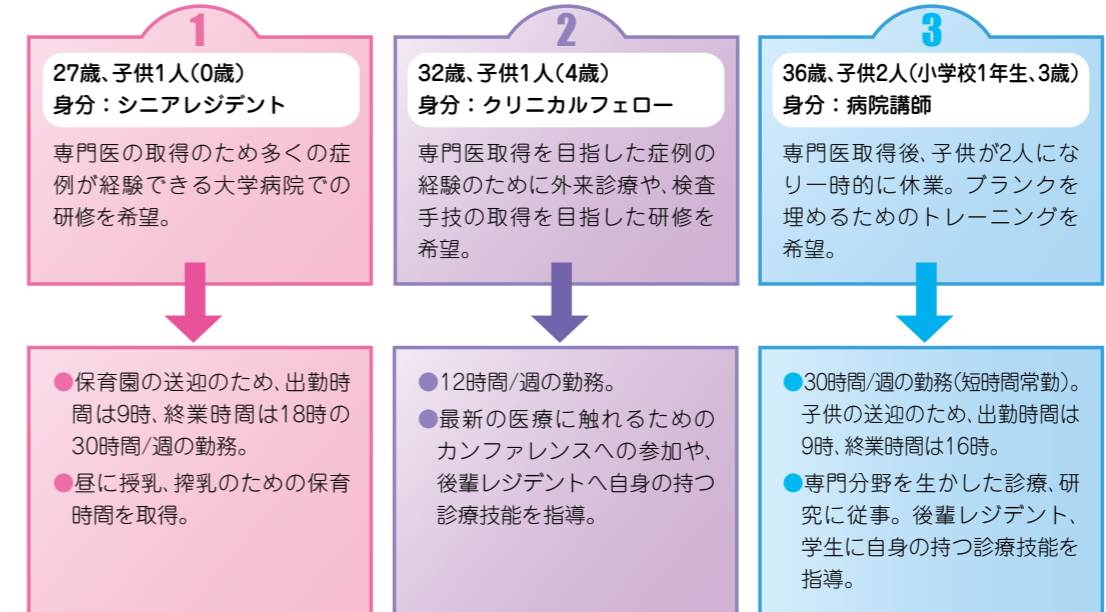 1
27歳、子供1人(0歳)
身分：シニアレジデント
専門医の取得のため多くの症
例が経験できる大学病院での
研修を希望。
●保育園の送迎のため、出勤時
間は9時、終業時間は18時の
30時間/週の勤務。
●昼に授乳、搾乳のための保育
時間を取得。
2
32歳、子供1人(4歳)
身分：クリニカルフェロー
専門医取得を目指した症例の
経験のために外来診療や、検査
手技の取得を目指した研修を
希望。
●12時間/週の勤務。
●最新の医療に触れるための
カンファレンスへの参加や、
後輩レジデントへ自身の持つ
診療技能を指導。
3
36歳、子供2人(小学校1年生、3歳)
身分：病院講師
専門医取得後、子供が2人にな
り一時的に休業。ブランクを
埋めるためのトレーニングを
希望。
●30時間/週の勤務(短時間常勤)。
子供の送迎のため、出勤時間は
9時、終業時間は16時。
●専門分野を生かした診療、研
究に従事。後輩レジデント、
学生に自身の持つ診療技能を
指導。